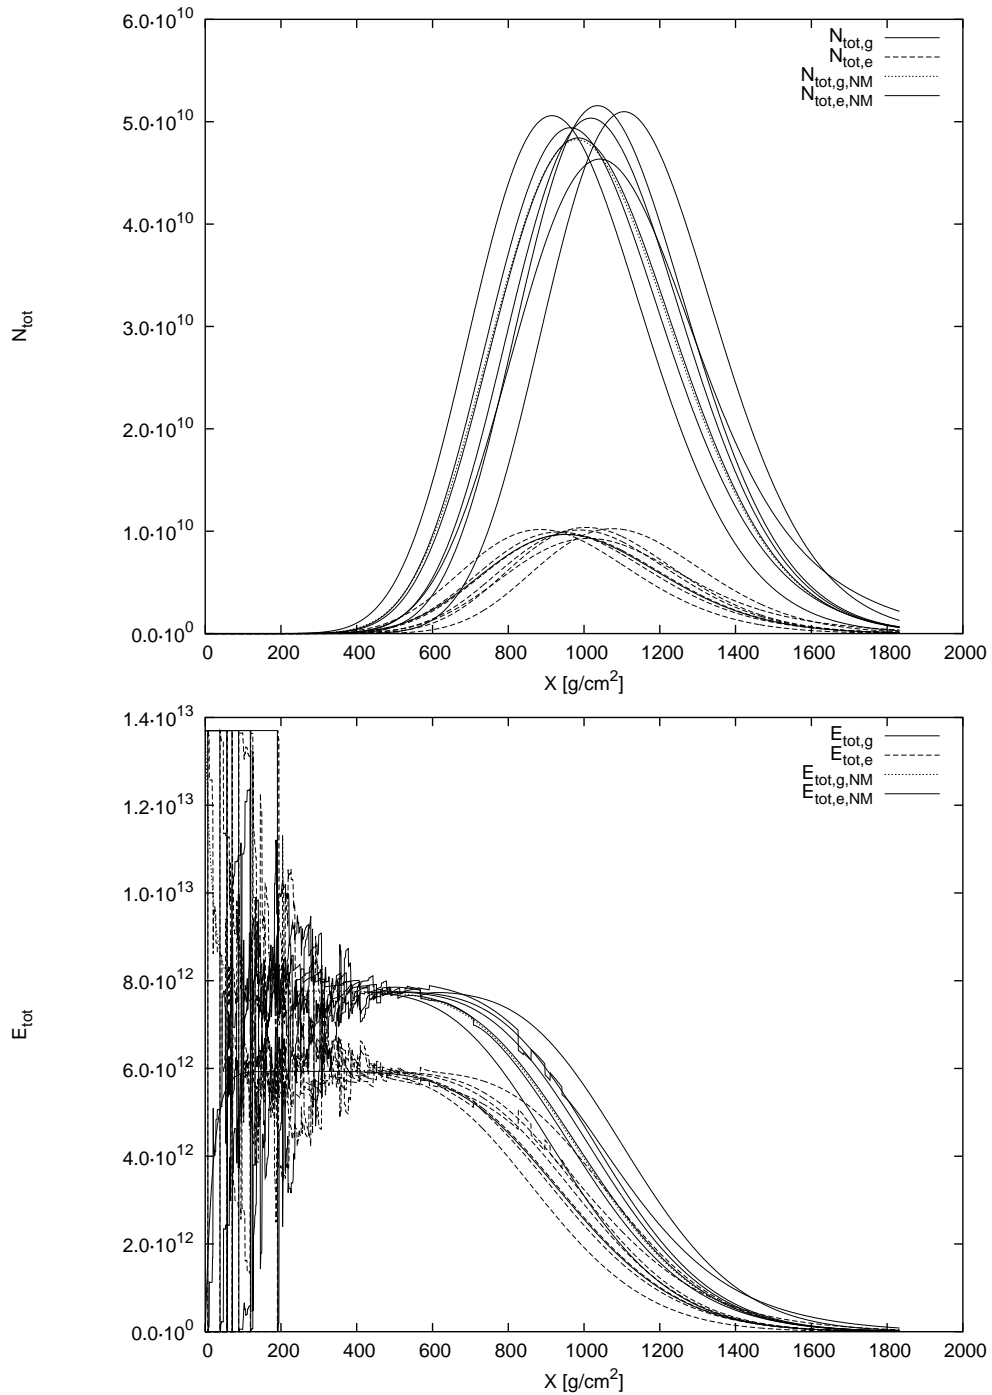 6.0·10^10
5.0·10^10
4.0·10^10
3.0·10^10
2.0·10^10
1.0·10^10
0.0·10^0
N_tot
N_tot,g
N_tot,e
N_tot,g,NM
N_tot,e,NM
0 200 400 600 800 1000 1200 1400 1600 1800 2000
X [g/cm^2]
1.4·10^13
1.2·10^13
1.0·10^13
8.0·10^12
6.0·10^12
4.0·10^12
2.0·10^12
0.0·10^0
E_tot
E_tot,g
E_tot,e
E_tot,g,NM
E_tot,e,NM
0 200 400 600 800 1000 1200 1400 1600 1800 2000
X [g/cm^2]